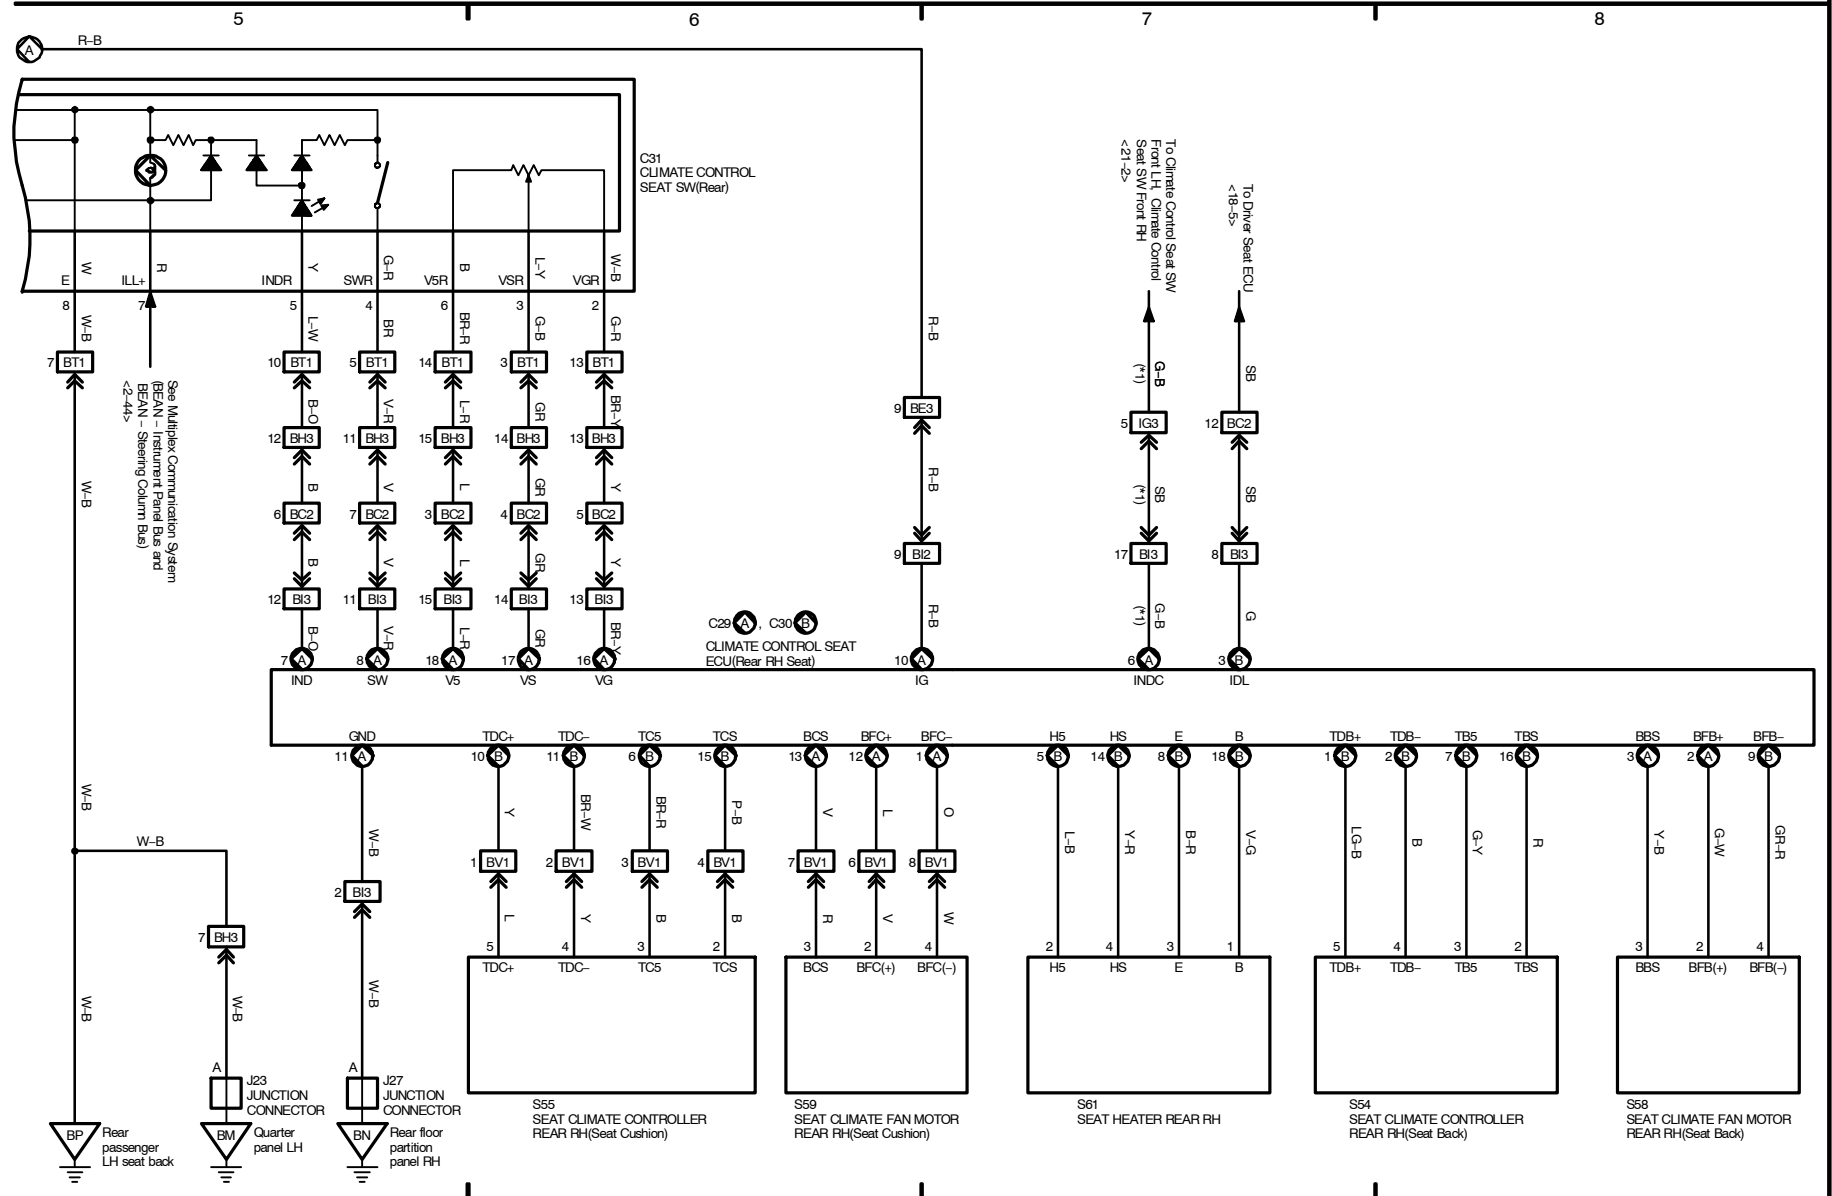 5 6 7 8
A R–B
C31
CLIMATE CONTROL
SEAT SW(Rear)
To Climate Control Seat SW
Front LH, Climate Control
Seat SW Front RH
<21–2>
To Driver Seat ECU
<18–5>
W R Y G–R B L–Y W–B
E ILL+ INDR SWR V5R VSR VGR
8 7 5 4 6 3 2
W–B L–W BR BR–R G–B G–R R–B
7 BT1 10 BT1 5 BT1 14 BT1 3 BT1 13 BT1
See Multiplex Communication System
(BEAN – Instrument Panel Bus and
BEAN – Steering Column Bus)
<2–44>
G–B (*1) SB
B–O V–R L–R GR BR–Y
9 BE3
5 IG3 12 BC2
12 BH3 11 BH3 15 BH3 14 BH3 13 BH3
W–B B V L GR Y R–B SB (*1) SB
6 BC2 7 BC2 3 BC2 4 BC2 5 BC2
9 BI2 17 BI3 8 BI3
B V L GR Y
12 BI3 11 BI3 15 BI3 14 BI3 13 BI3
B–O V–R L–R GR BR–Y R–B G–B (*1) G
C29 A , C30 B
CLIMATE CONTROL SEAT
ECU(Rear RH Seat)
7 A 8 A 18 A 17 A 16 A 10 A 6 A 3 B
IND SW V5 VS VG IG INDC IDL
GND TDC+ TDC– TC5 TCS BCS BFC+ BFC– H5 HS E B TDB+ TDB– TB5 TBS BBS BFB+ BFB–
11 A 10 B 11 B 6 B 15 B 13 A 12 A 1 A 5 B 14 B 8 B 18 B 1 B 2 B 7 B 16 B 3 A 2 A 9 B
W–B Y BR–W BR–R P–B V L O
W–B W–B L–B Y–R B–R V–G LG–B B G–Y R Y–B G–W GR–R
1 BV1 2 BV1 3 BV1 4 BV1 7 BV1 6 BV1 8 BV1
2 BI3
L Y B B R V W
7 BH3
5 4 3 2 3 2 4 2 4 3 1 5 4 3 2 3 2 4
TDC+ TDC– TC5 TCS BCS BFC(+) BFC(–) H5 HS E B TDB+ TDB– TB5 TBS BBS BFB(+) BFB(–)
W–B W–B W–B
A J23
JUNCTION
CONNECTOR
A J27
JUNCTION
CONNECTOR
S55
SEAT CLIMATE CONTROLLER
REAR RH(Seat Cushion)
S59
SEAT CLIMATE FAN MOTOR
REAR RH(Seat Cushion)
S61
SEAT HEATER REAR RH
S54
SEAT CLIMATE CONTROLLER
REAR RH(Seat Back)
S58
SEAT CLIMATE FAN MOTOR
REAR RH(Seat Back)
BP Rear
passenger
LH seat back
BM Quarter
panel LH
BN Rear floor
partition
panel RH